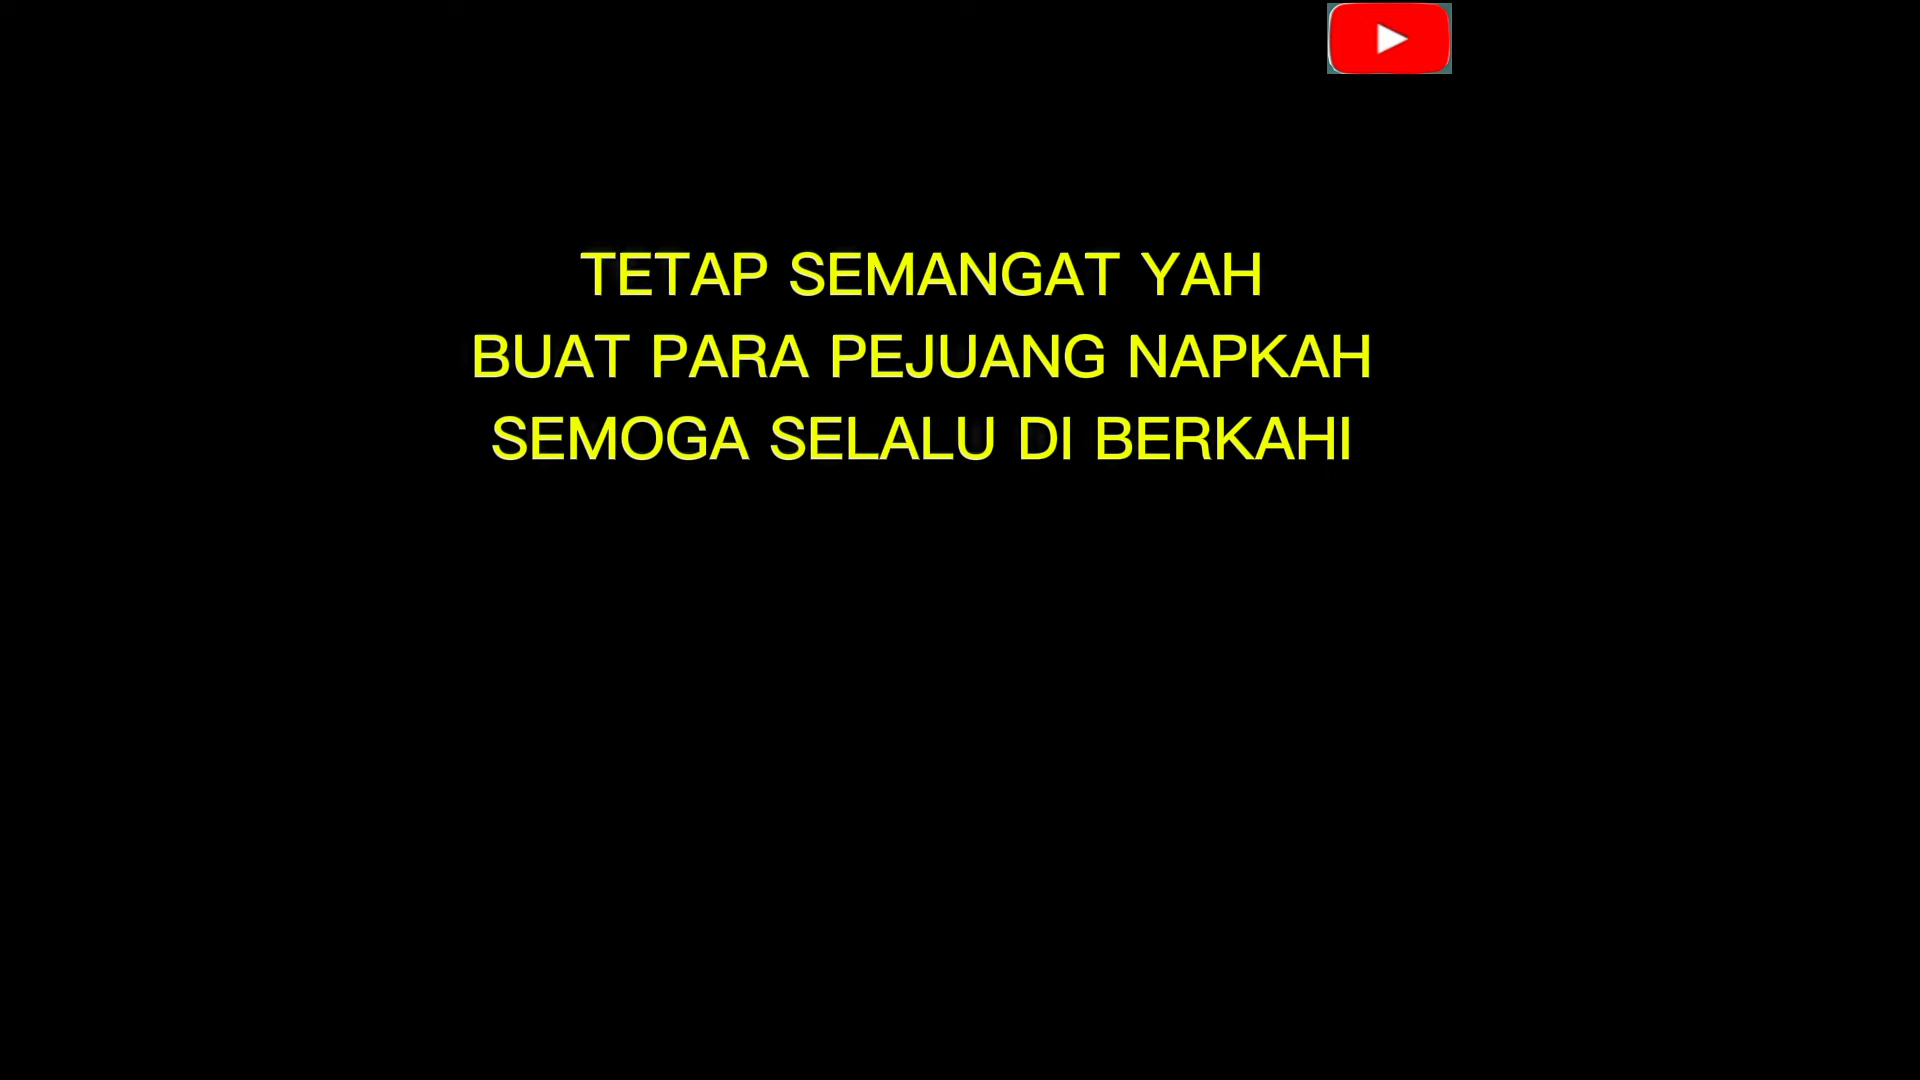 TETAP SEMANGAT YAH
BUAT PARA PEJUANG NAPKAH
SEMOGA SELALU DI BERKAHI